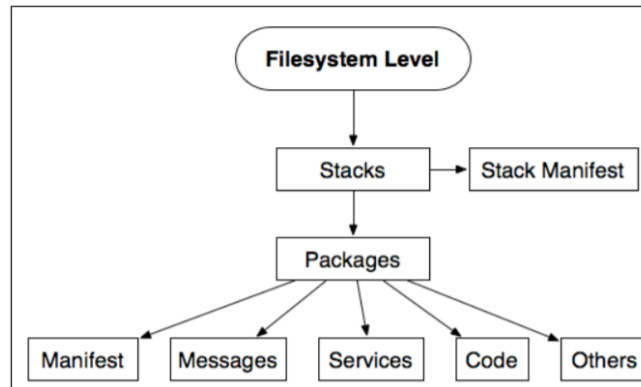 Filesystem Level
Stacks
Stack Manifest
Packages
Manifest
Messages
Services
Code
Others